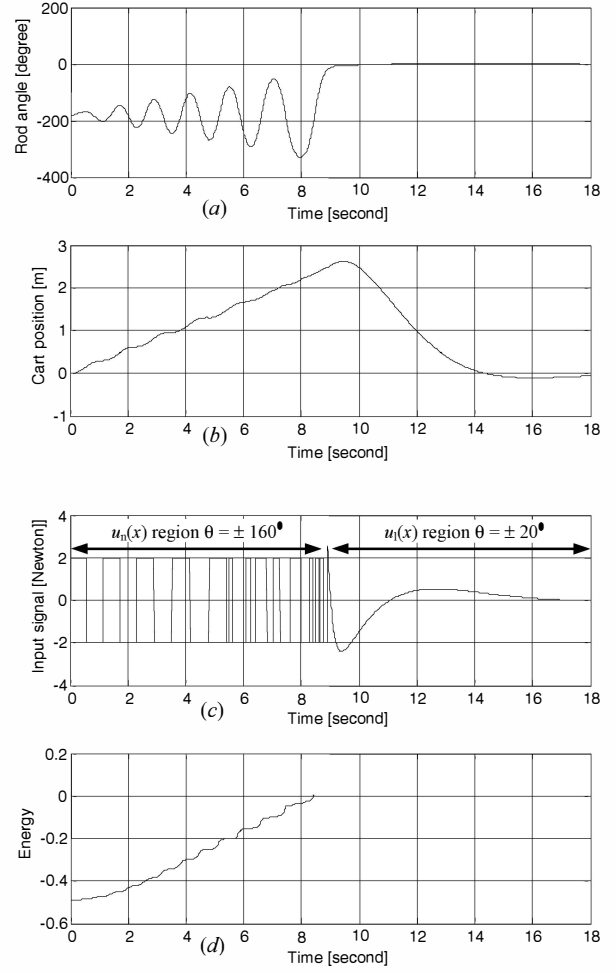 200
0
-200
-400
Rod angle [degree]
0 2 4 6 8 10 12 14 16 18
(a)
Time [second]
3
2
1
0
-1
Cart position [m]
0 2 4 6 8 10 12 14 16 18
(b)
Time [second]
4
2
0
-2
-4
Input signal [Newton]]
un(x) region θ = ± 160°
ul(x) region θ = ± 20°
0 2 4 6 8 10 12 14 16 18
(c)
Time [second]
0.2
0
-0.2
-0.4
-0.6
Energy
0 2 4 6 8 10 12 14 16 18
(d)
Time [second]